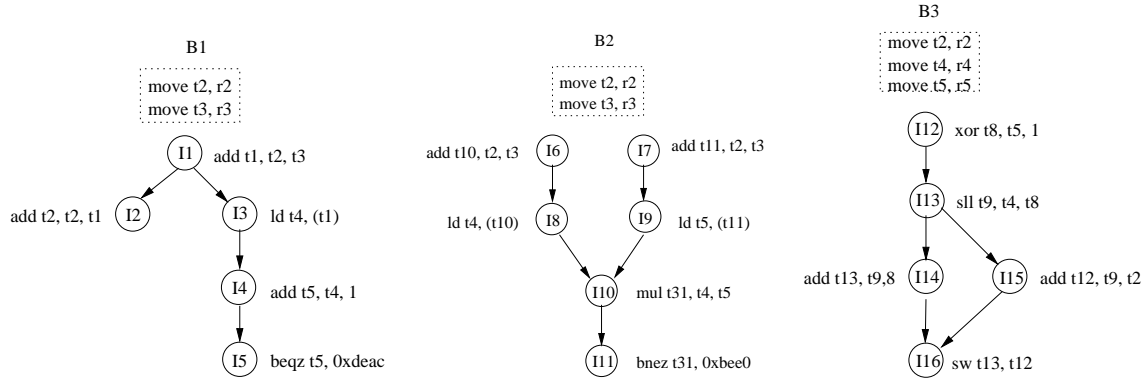 B1
move t2, r2
move t3, r3
I1
add t1, t2, t3
add t2, t2, t1
I2
I3
ld t4, (t1)
I4
add t5, t4, 1
I5
beqz t5, 0xdeac
B2
move t2, r2
move t3, r3
add t10, t2, t3
I6
I7
add t11, t2, t3
ld t4, (t10)
I8
I9
ld t5, (t11)
I10
mul t31, t4, t5
I11
bnez t31, 0xbee0
B3
move t2, r2
move t4, r4
move t5, r5
I12
xor t8, t5, 1
I13
sll t9, t4, t8
add t13, t9,8
I14
I15
add t12, t9, t2
I16
sw t13, t12